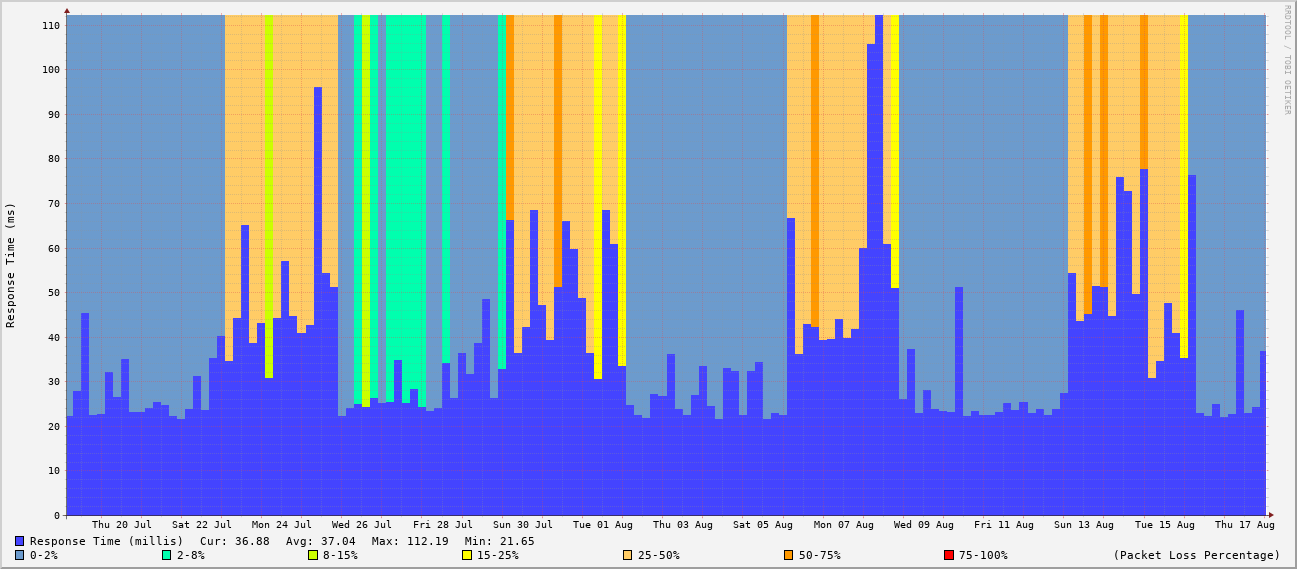 RRDTOOL / TOBI OETIKER
Response Time (ms)
110
100
90
80
70
60
50
40
30
20
10
0
Thu 20 Jul Sat 22 Jul Mon 24 Jul Wed 26 Jul Fri 28 Jul Sun 30 Jul Tue 01 Aug Thu 03 Aug Sat 05 Aug Mon 07 Aug Wed 09 Aug Fri 11 Aug Sun 13 Aug Tue 15 Aug Thu 17 Aug
Response Time (millis) Cur: 36.88 Avg: 37.04 Max: 112.19 Min: 21.65
0-2% 2-8% 8-15% 15-25% 25-50% 50-75% 75-100% (Packet Loss Percentage)